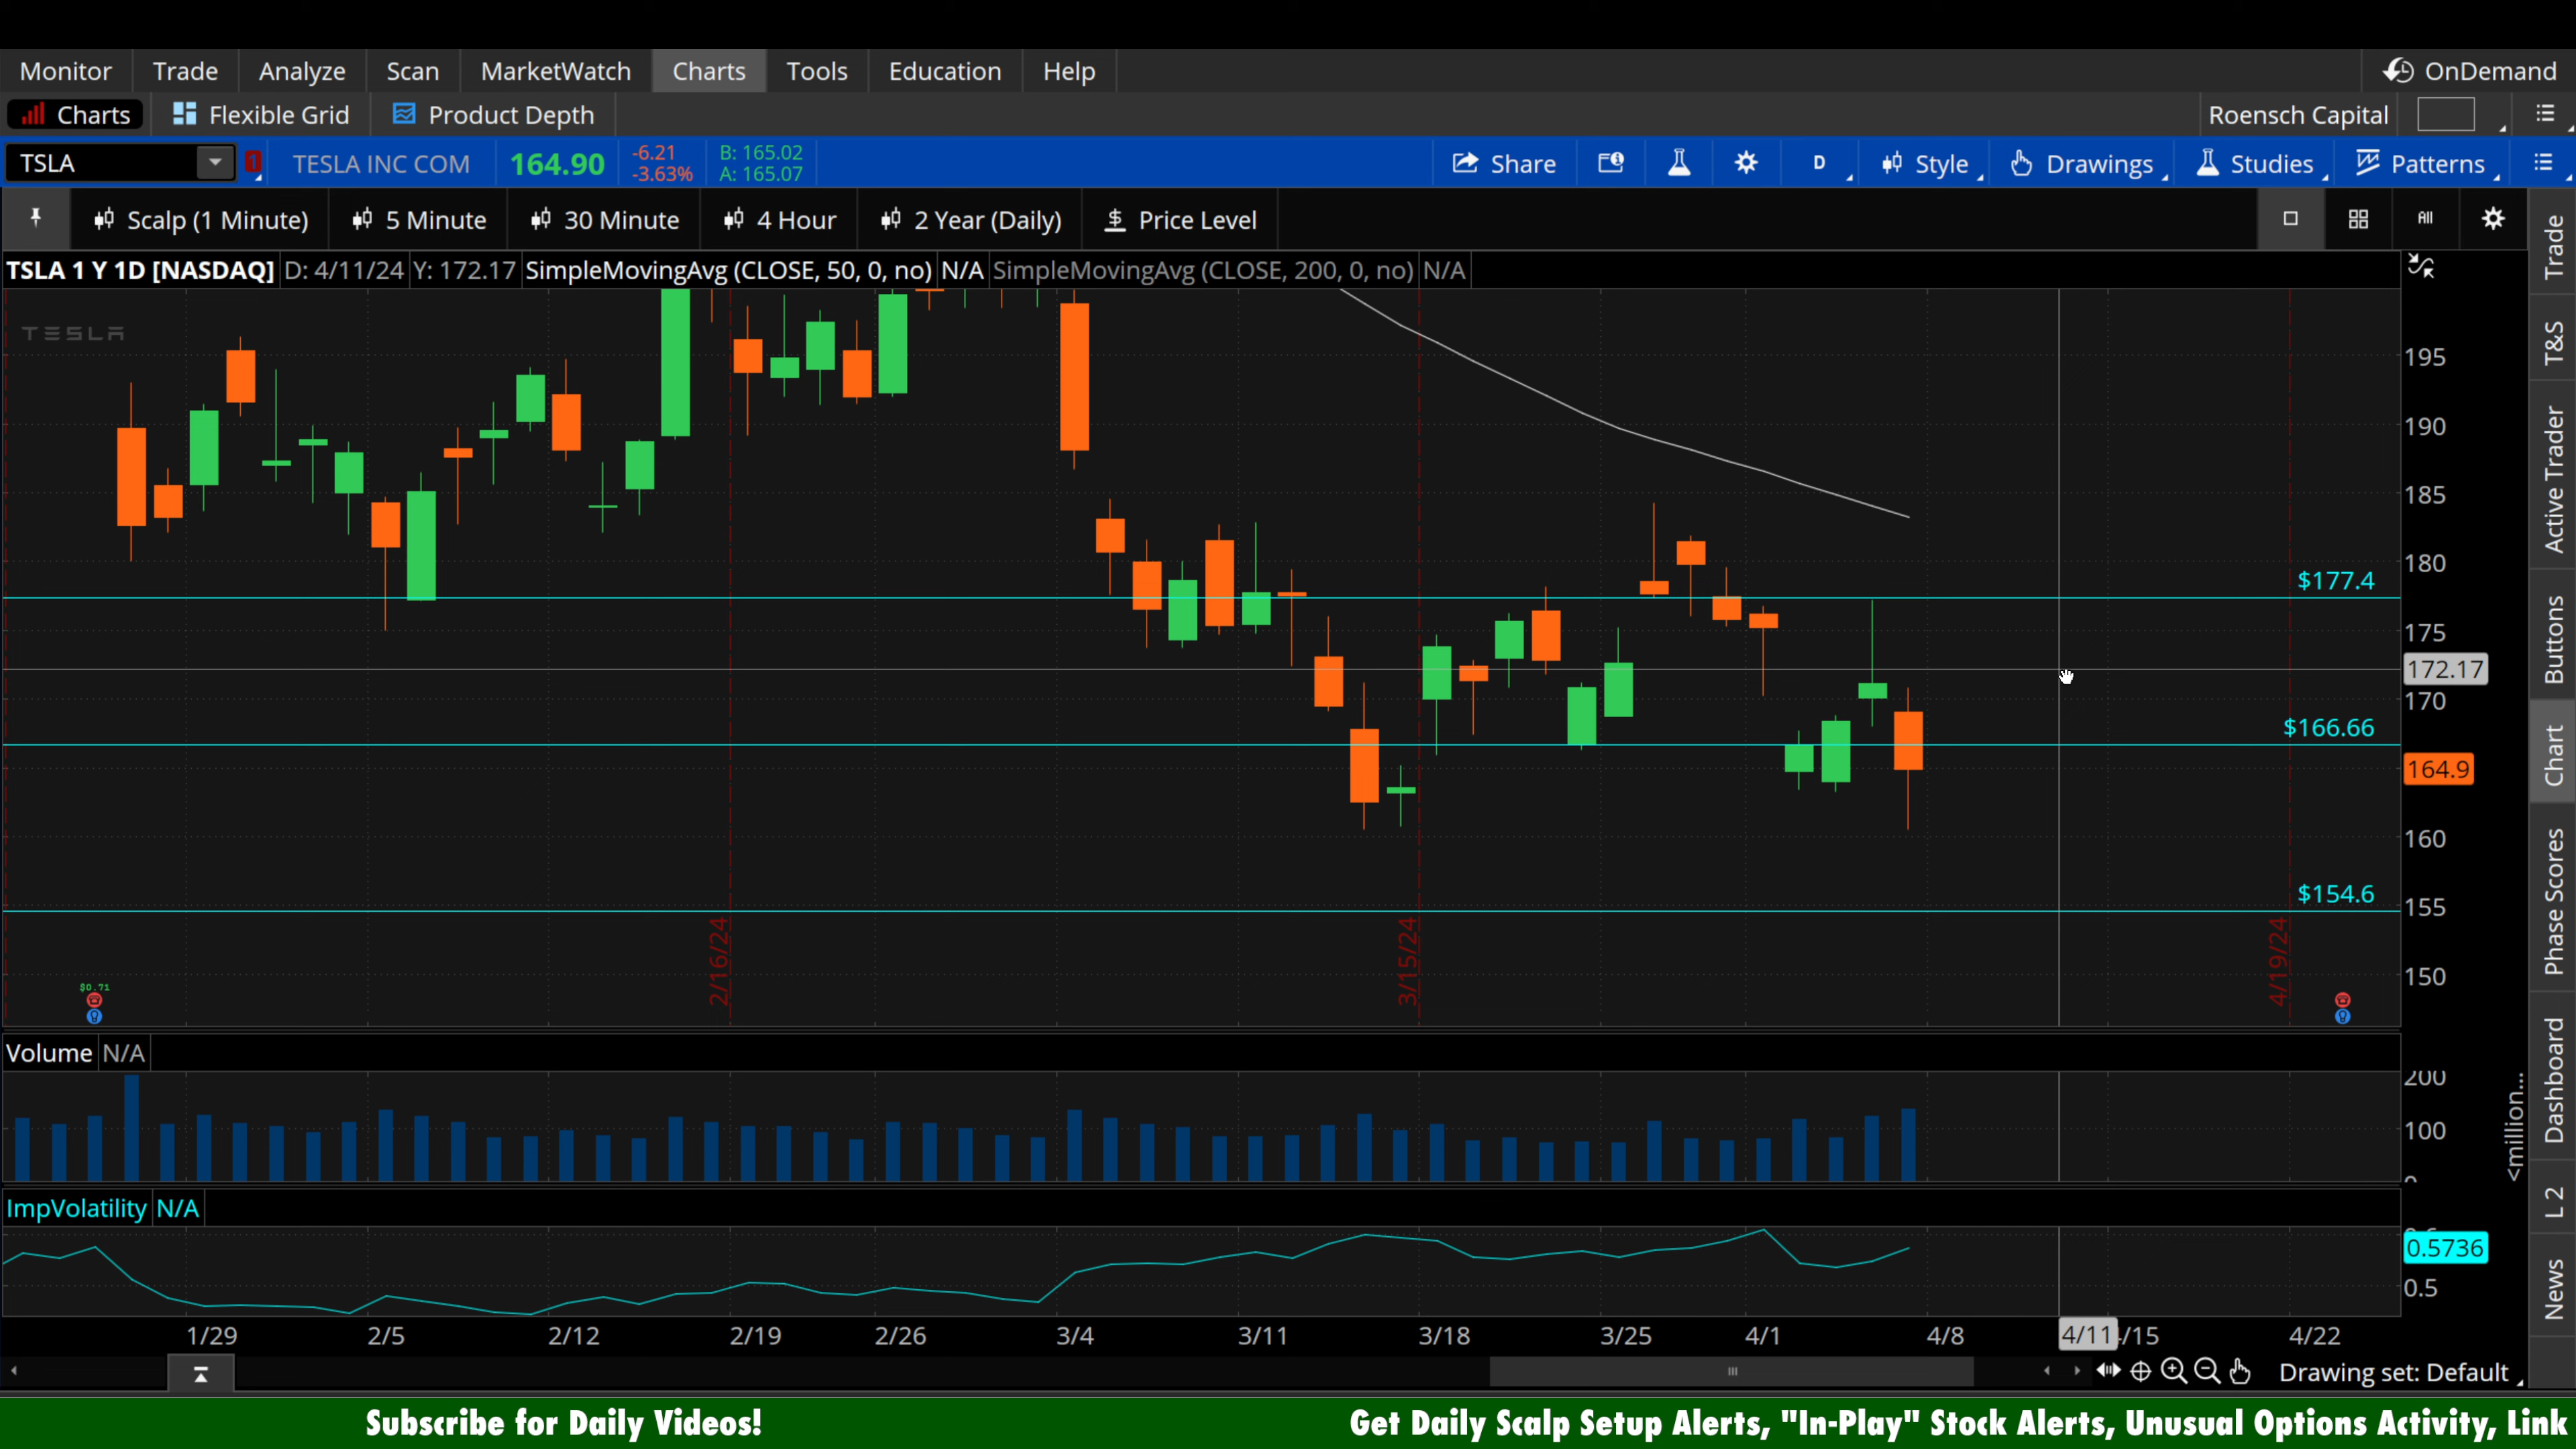 Monitor Trade Analyze Scan MarketWatch Charts Tools Education Help OnDemand
Charts Flexible Grid Product Depth Roensch Capital
TSLA 1 TESLA INC COM 164.90 -6.21 B: 165.02 Share D Style Drawings Studies Patterns
-3.63% A: 165.07
Scalp (1 Minute) 5 Minute 30 Minute 4 Hour 2 Year (Daily) $ Price Level All
TSLA 1 Y 1D [NASDAQ] D: 4/11/24 Y: 172.17 SimpleMovingAvg (CLOSE, 50, 0, no) N/A SimpleMovingAvg (CLOSE, 200, 0, no) N/A
TESLA
195
190
185
180
$177.4
175
172.17
170
$166.66
164.9
160
$154.6
155
150
2/16/24 3/15/24 4/19/24
$0.71
Volume N/A
200
100
<million...
ImpVolatility N/A
0.5736
0.5
1/29 2/5 2/12 2/19 2/26 3/4 3/11 3/18 3/25 4/1 4/8 4/11 /15 4/22
Drawing set: Default
Trade
T&S
Active Trader
Buttons
Chart
Phase Scores
Dashboard
L 2
News
Subscribe for Daily Videos! Get Daily Scalp Setup Alerts, "In-Play" Stock Alerts, Unusual Options Activity, Link